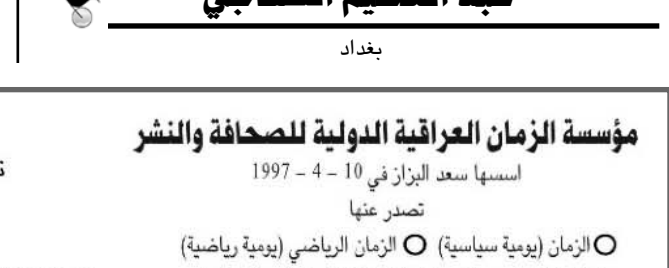 بغداد
مؤسسة الزمان العراقية الدولية للصحافة والنشر
اسسها سعد البزاز في 10 - 4 - 1997
تصدر عنها
الزمان (يومية سياسية) الزمان الرياضي (يومية رياضية)